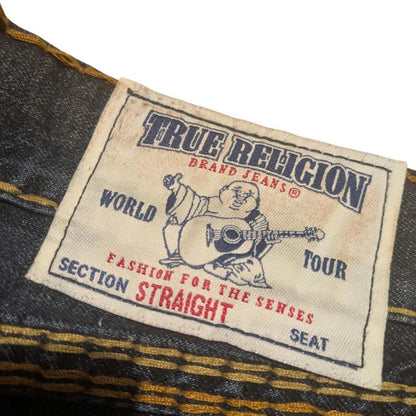 TRUE RELIGION
BRAND JEANS®
WORLD TOUR
FASHION FOR THE SENSES
SECTION STRAIGHT SEAT